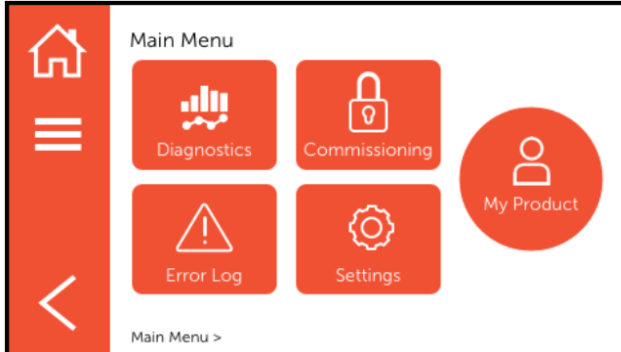 Main Menu
Diagnostics
Commissioning
My Product
Error Log
Settings
Main Menu >